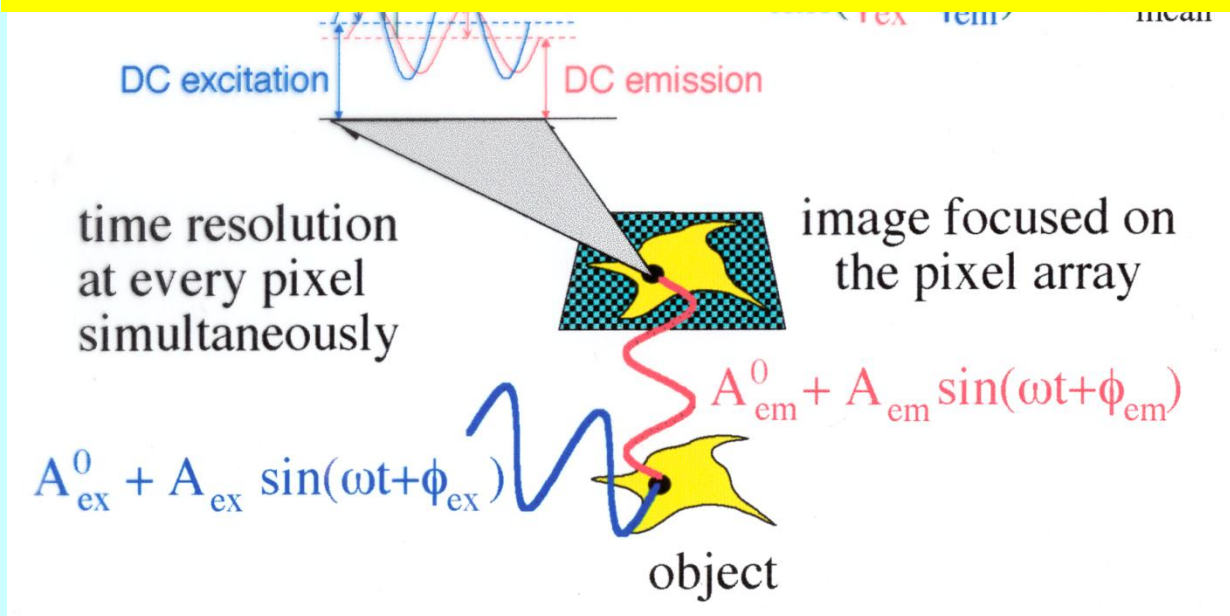 mean
DC excitation
DC emission
time resolution
at every pixel
simultaneously
image focused on
the pixel array
A⁰ₑₘ + Aₑₘ sin(ωt+ϕₑₘ)
A⁰ₑₓ + Aₑₓ sin(ωt+ϕₑₓ)
object